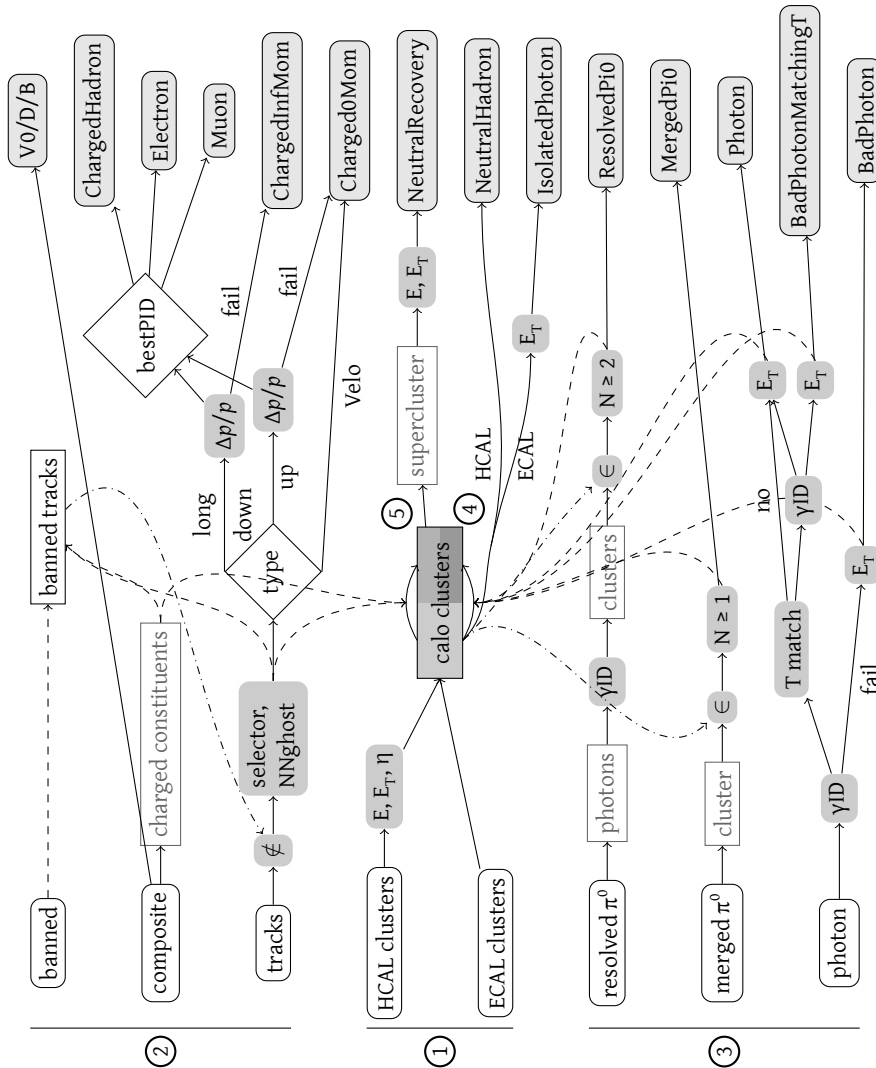 ②
banned
banned tracks
V0/D/B
composite
charged constituents
ChargedHadron
bestPID
Electron
Muon
tracks
∉
selector,
NNghost
type
long
down
up
Δp/p
Δp/p
fail
fail
Velo
ChargedInfMom
Charged0Mom
①
HCAL clusters
E, E_T, η
ECAL clusters
calo clusters
⑤
④
supercluster
E, E_T
NeutralRecovery
HCAL
NeutralHadron
ECAL
E_T
IsolatedPhoton
③
resolved π⁰
photons
γID
clusters
∈
N ≥ 2
ResolvedPi0
merged π⁰
cluster
∈
N ≥ 1
MergedPi0
photon
γID
T match
no
γID
E_T
Photon
E_T
BadPhotonMatchingT
fail
E_T
BadPhoton